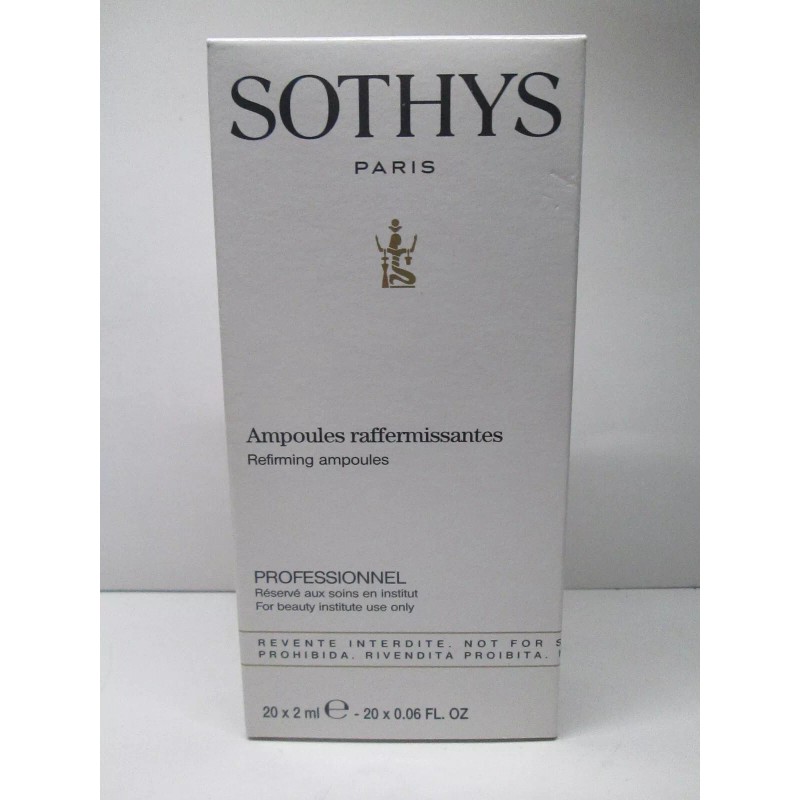 SOTHYS
PARIS
Ampoules raffermissantes
Refirming ampoules
PROFESSIONNEL
Réservé aux soins en institut
For beauty institute use only
REVENTE INTERDITE. NOT FOR S
PROHIBIDA. RIVENDITA PROIBITA.
20 x 2 ml ℮ - 20 x 0.06 FL. OZ